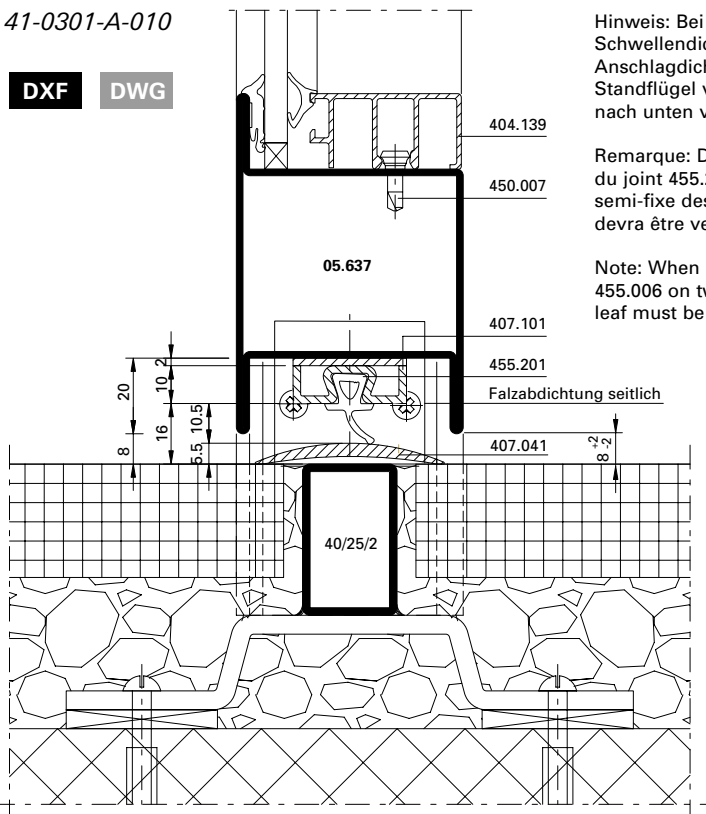 41-0301-A-010
DXF DWG
Hinweis: Bei
Anschlagdich
Standflügel v
nach unten v
Remarque: D
du joint 455.
semi-fixe des
devra être ve
Note: When
455.006 on tw
leaf must be
404.139
450.007
05.637
407.101
455.201
Falzabdichtung seitlich
407.041
2
10
20
10.5
16
8
5.5
8 +2 -2
40/25/2